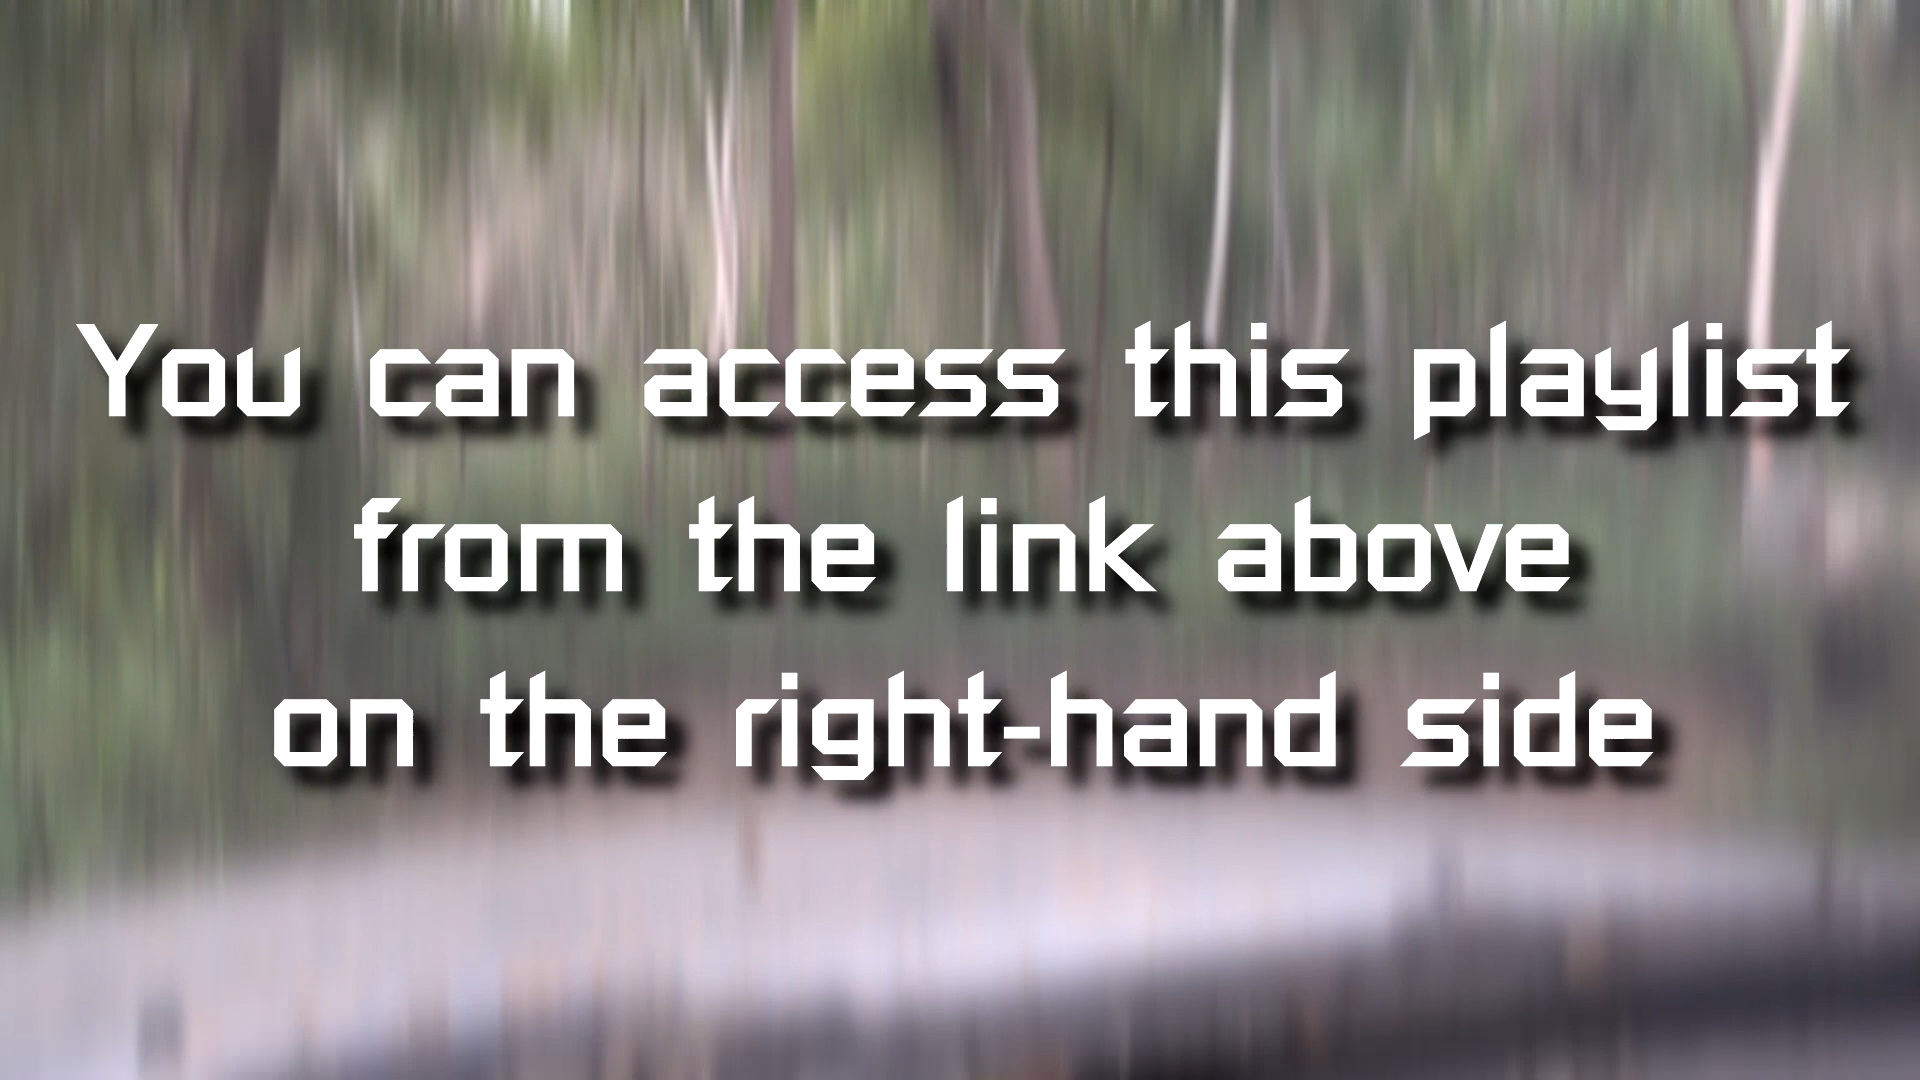 You can access this playlist
from the link above
on the right-hand side